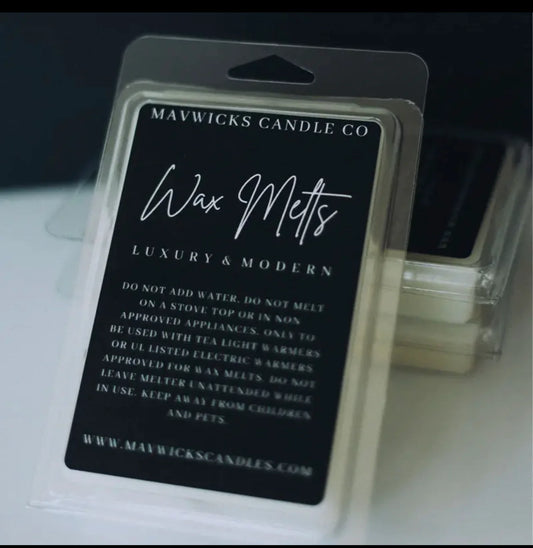 MAVWICKS CANDLE CO
Wax Melts
LUXURY & MODERN
DO NOT ADD WATER. DO NOT MELT
ON A STOVE TOP OR IN NON
APPROVED APPLIANCES. ONLY TO
BE USED WITH TEA LIGHT WARMERS
OR UL LISTED ELECTRIC WARMERS
APPROVED FOR WAX MELTS. DO NOT
LEAVE MELTER UNATTENDED WHILE
IN USE. KEEP AWAY FROM CHILDREN
AND PETS.
WWW.MAVWICKSCANDLES.COM